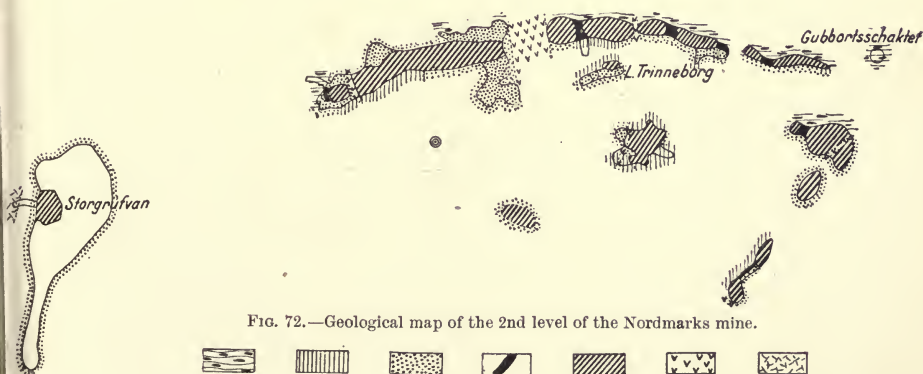 Gubbortsschaktet
L. Trinneborg
Storgrufvan
FIG. 72.—Geological map of the 2nd level of the Nordmarks mine.